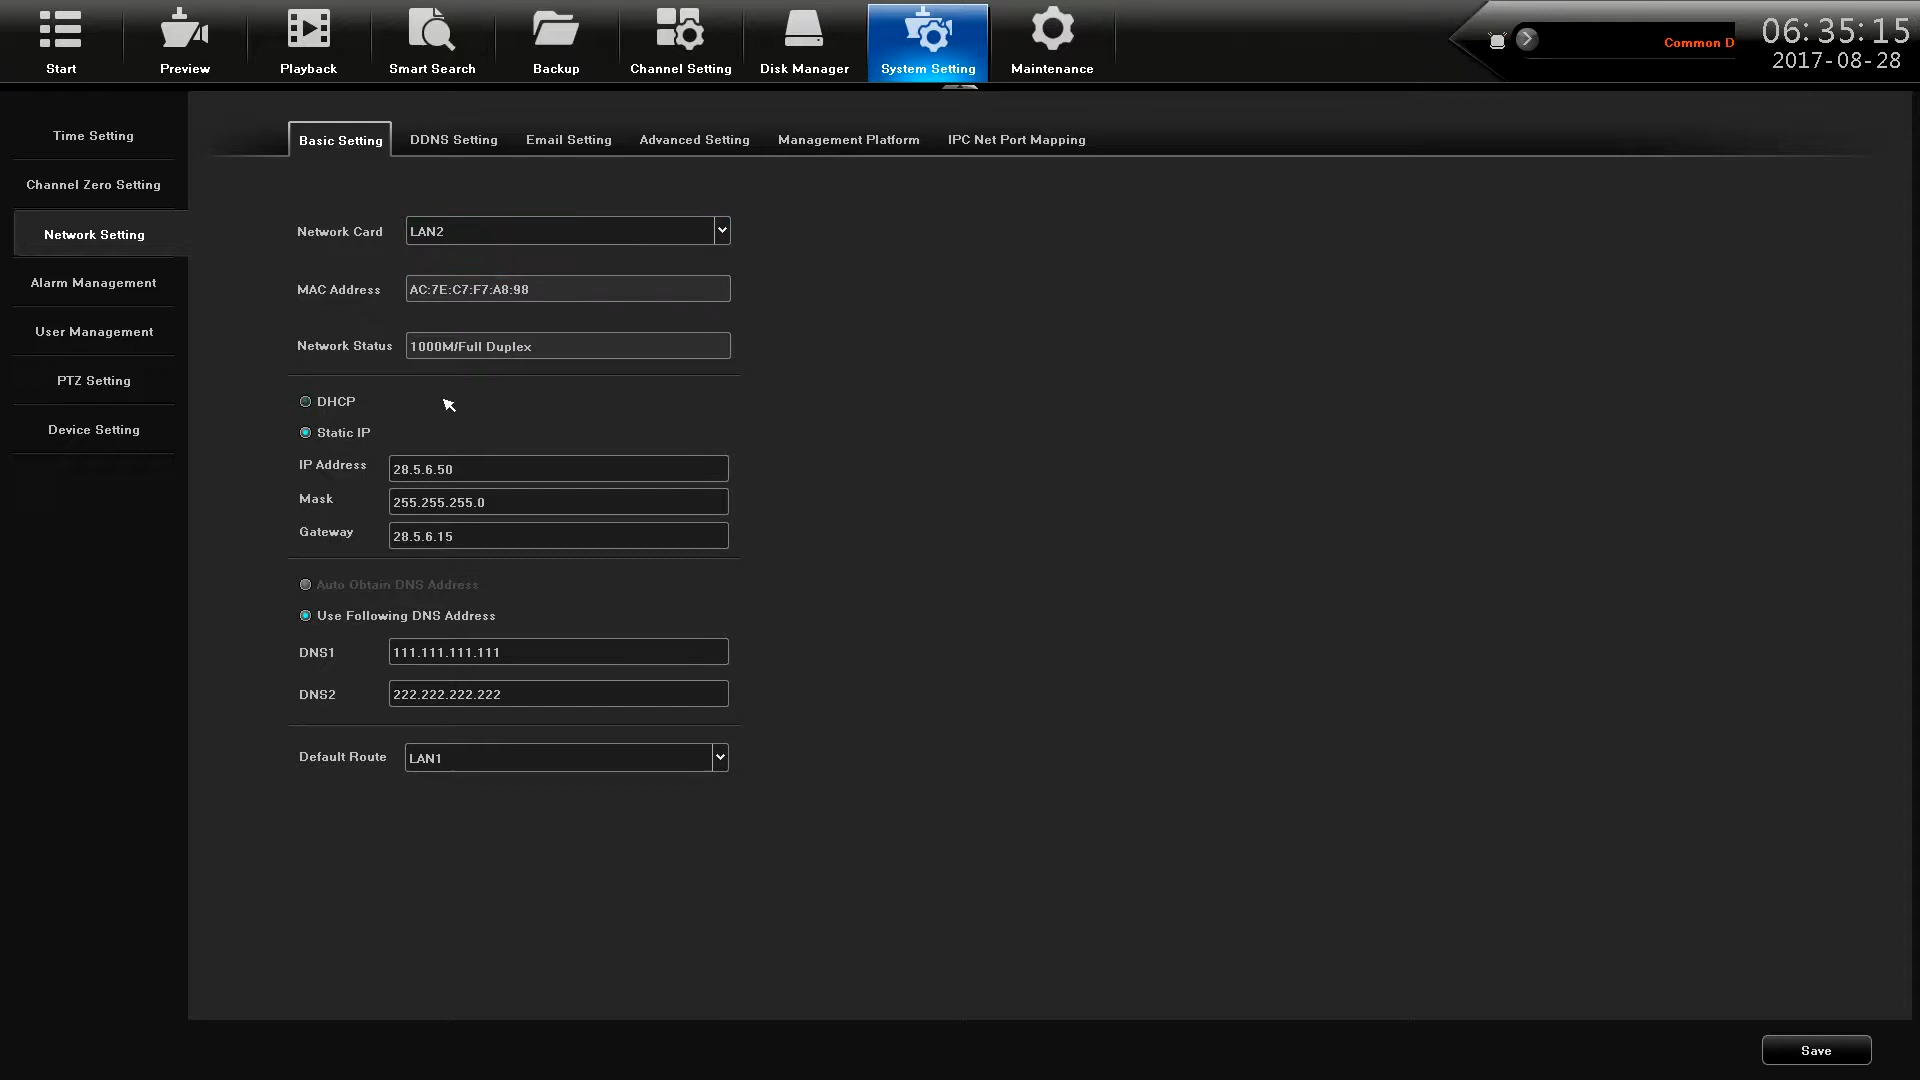 Start
Preview
Playback
Smart Search
Backup
Channel Setting
Disk Manager
System Setting
Maintenance
Common D
06:35:15
2017-08-28
Time Setting
Channel Zero Setting
Network Setting
Alarm Management
User Management
PTZ Setting
Device Setting
Basic Setting
DDNS Setting
Email Setting
Advanced Setting
Management Platform
IPC Net Port Mapping
Network Card LAN2
MAC Address AC:7E:C7:F7:A8:98
Network Status 1000M/Full Duplex
DHCP
Static IP
IP Address 28.5.6.50
Mask 255.255.255.0
Gateway 28.5.6.15
Auto Obtain DNS Address
Use Following DNS Address
DNS1 111.111.111.111
DNS2 222.222.222.222
Default Route LAN1
Save